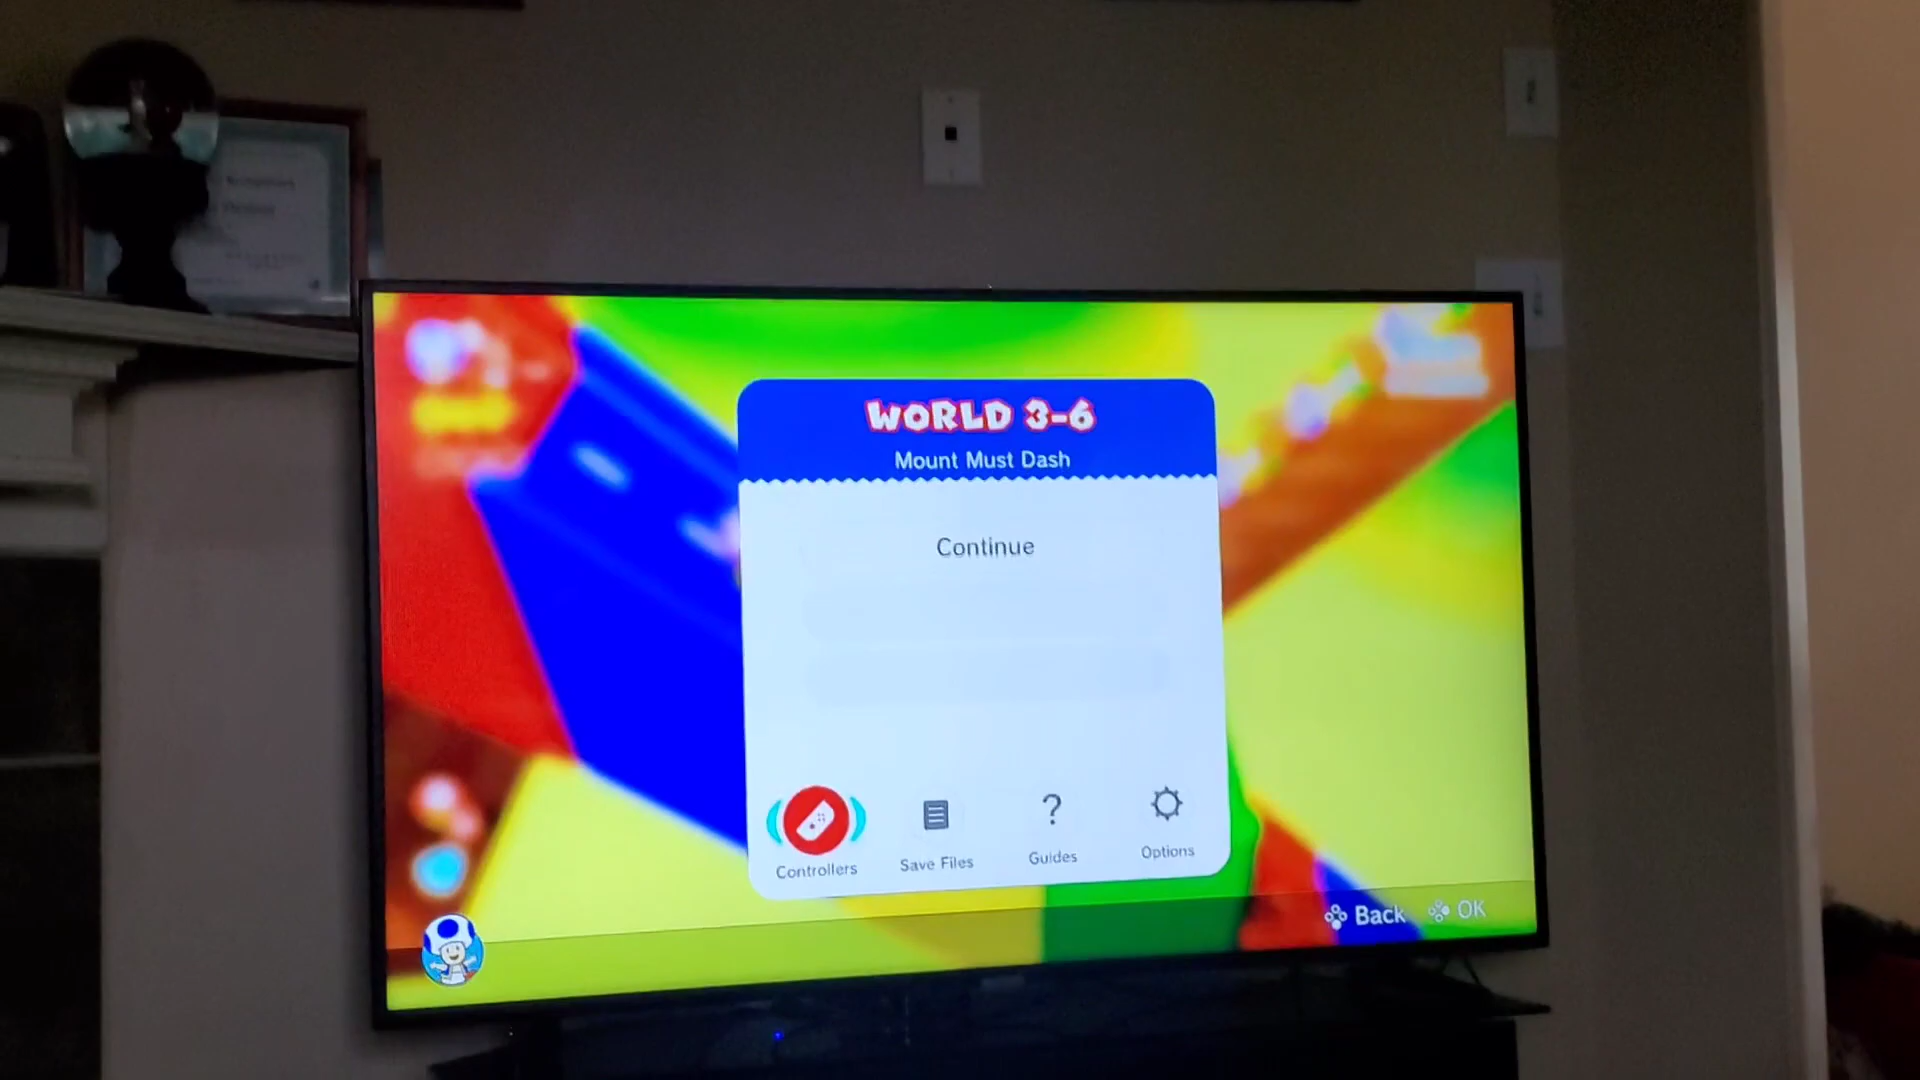 WORLD 3-6
Mount Must Dash
Continue
Controllers
Save Files
Guides
Options
Back
OK